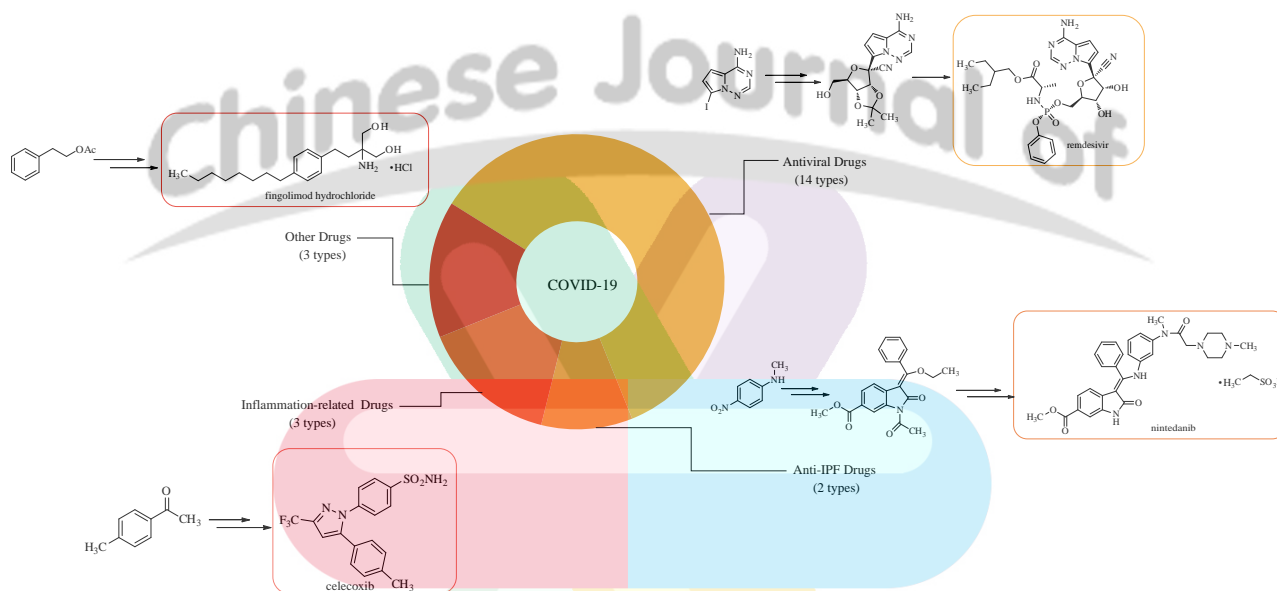 Chinese Journal of
NH2
N
N
N
I
NH2
N
N
N
O
CN
HO
O
O
H3C
CH3
NH2
N
N
N
CH3
CH3
O
O
CN
O
HN
P
O
O
O
OH
OH
remdesivir
OAc
OH
OH
NH2
•HCl
H3C
fingolimod hydrochloride
Antiviral Drugs
(14 types)
Other Drugs
(3 types)
COVID-19
Inflammation-related Drugs
(3 types)
Anti-IPF Drugs
(2 types)
CH3
NH
O2N
O
CH3
O
N
H3C
O
O
O
CH3
H3C
N
O
N
N
CH3
NH
O
N
H
H3C
O
O
•H3C
SO3
nintedanib
O
CH3
H3C
SO2NH2
N
N
F3C
CH3
celecoxib